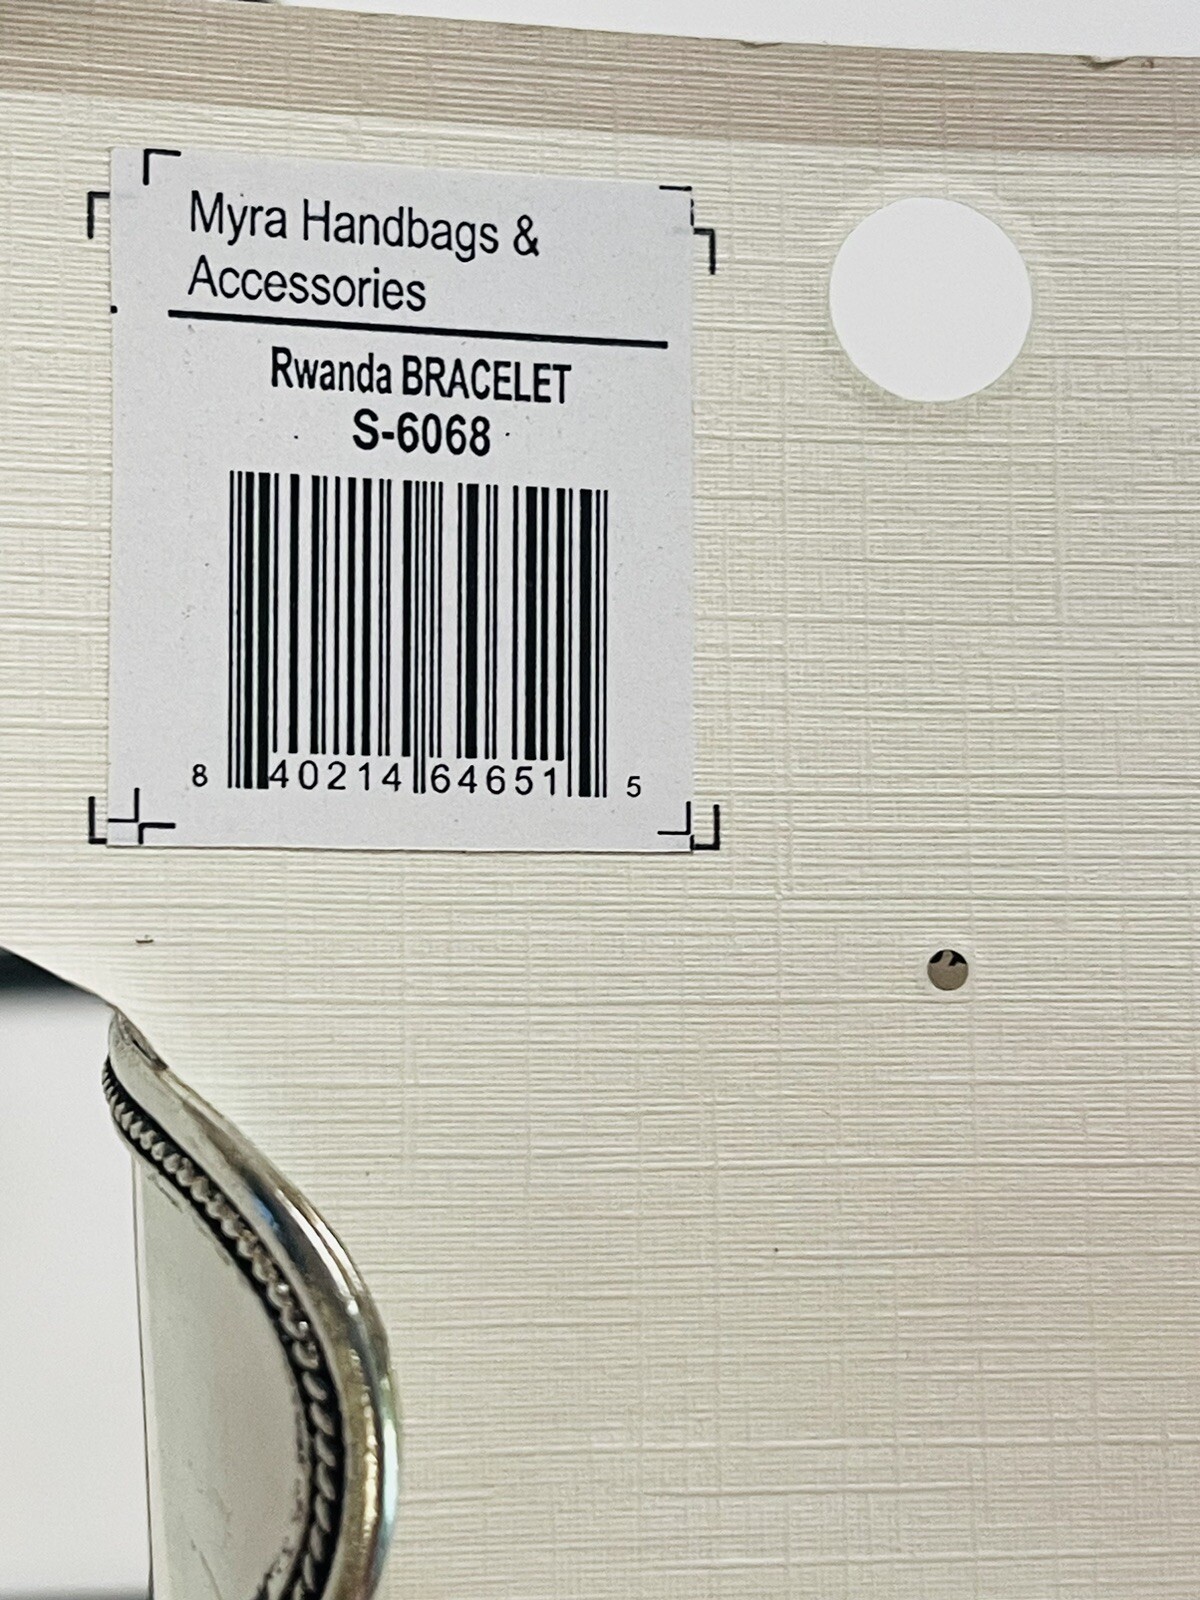 Myra Handbags &
Accessories
Rwanda BRACELET
S-6068
8 40214 64651 5